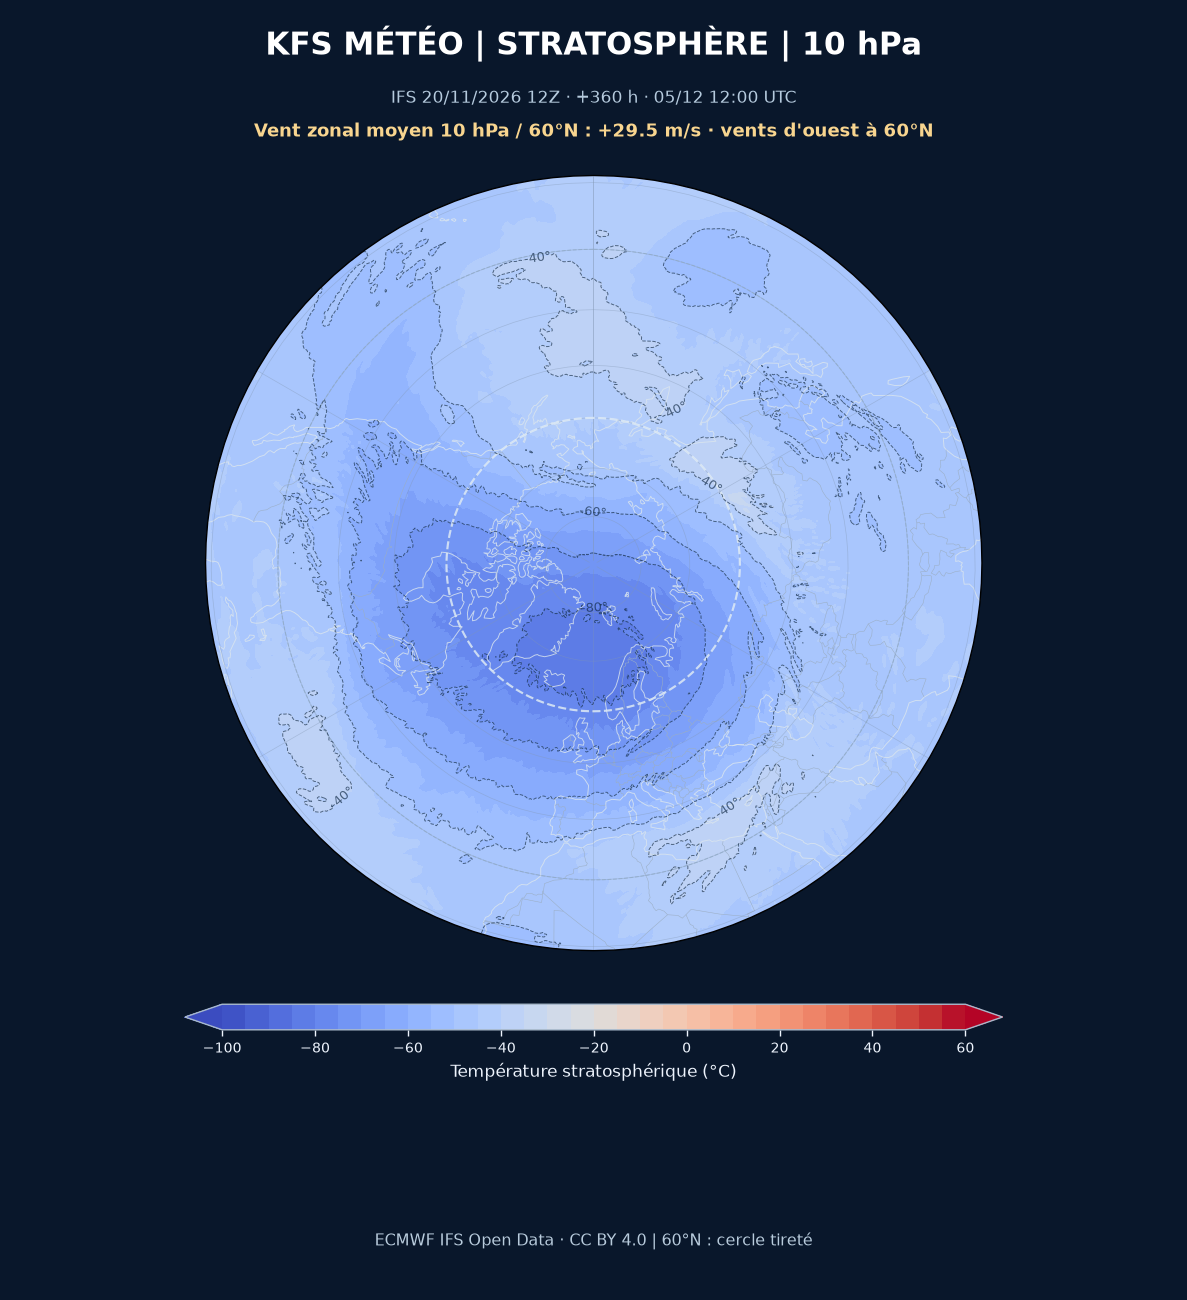 KFS MÉTÉO | STRATOSPHÈRE | 10 hPa
IFS 20/11/2026 12Z · +360 h · 05/12 12:00 UTC
Vent zonal moyen 10 hPa / 60°N : +29.5 m/s · vents d'ouest à 60°N
-40°
-40°
-40°
-60°
-80°
-40°
-40°
−100 −80 −60 −40 −20 0 20 40 60
Température stratosphérique (°C)
ECMWF IFS Open Data · CC BY 4.0 | 60°N : cercle tireté